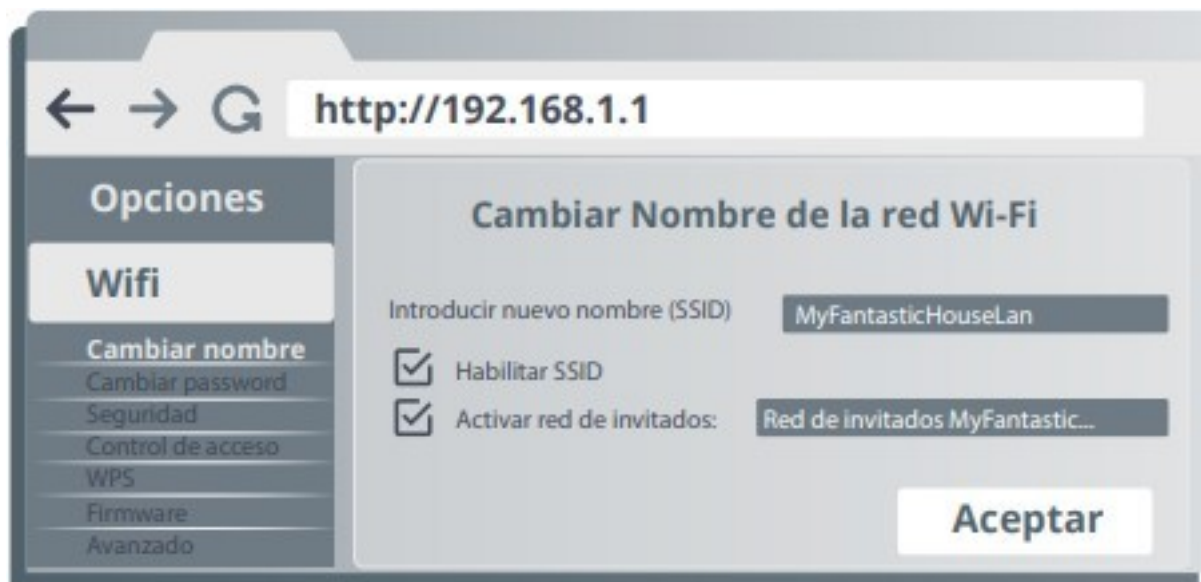 http://192.168.1.1
Opciones
Wifi
Cambiar nombre
Cambiar password
Seguridad
Control de acceso
WPS
Firmware
Avanzado
Cambiar Nombre de la red Wi-Fi
Introducir nuevo nombre (SSID) MyFantasticHouseLan
Habilitar SSID
Activar red de invitados: Red de invitados MyFantastic...
Aceptar